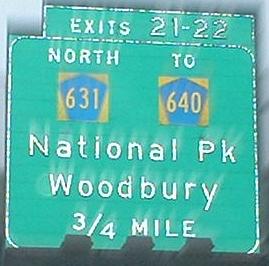 EXITS 21-22
NORTH TO
631 640
National Pk
Woodbury
3/4 MILE